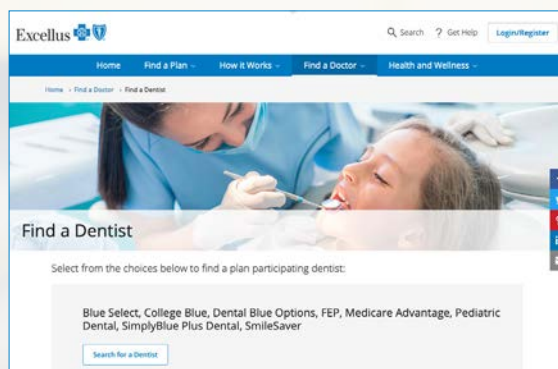 Excellus
Search ? Get Help Login/Register
Home Find a Plan How it Works Find a Doctor Health and Wellness
Home › Find a Doctor › Find a Dentist
Find a Dentist
Select from the choices below to find a plan participating dentist:
Blue Select, College Blue, Dental Blue Options, FEP, Medicare Advantage, Pediatric
Dental, SimplyBlue Plus Dental, SmileSaver
Search for a Dentist